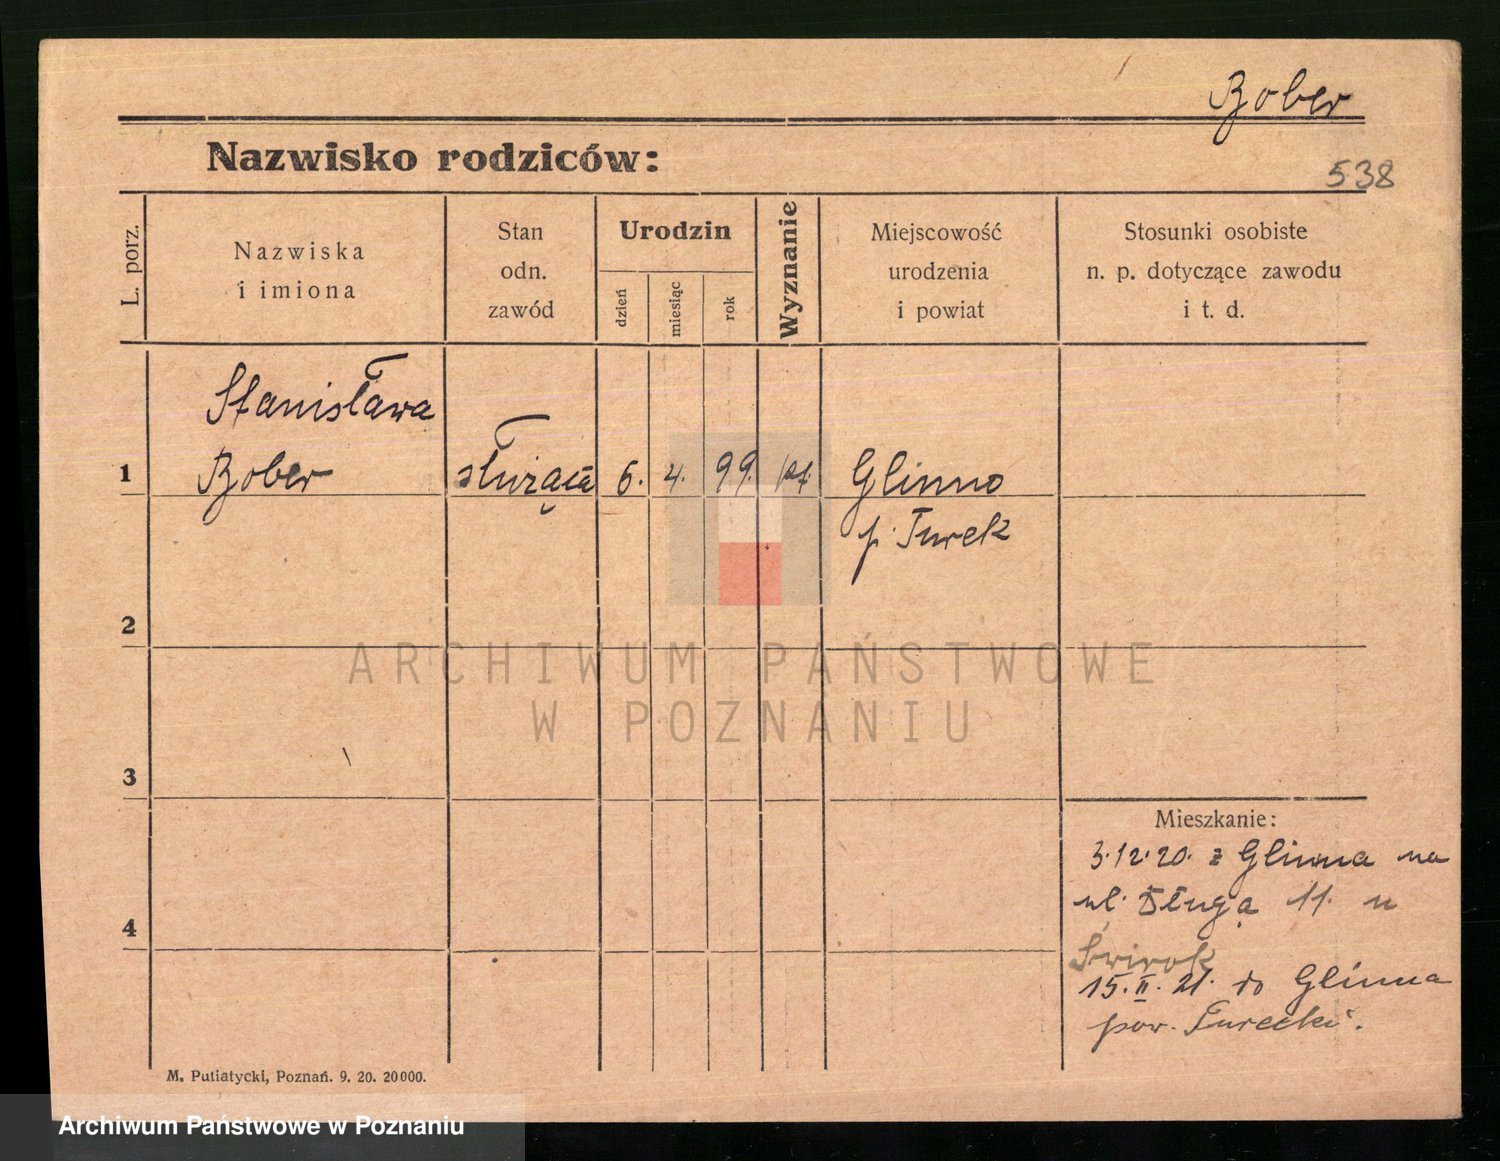 Bober
Nazwisko rodziców:
538
L. porz.
Nazwiska
i imiona
Stan
odn.
zawód
Urodzin
dzień
miesiąc
rok
Wyznanie
Miejscowość
urodzenia
i powiat
Stosunki osobiste
n. p. dotyczące zawodu
i t. d.
Stanisława
1 Bober służąca 6. 4. 99. kt. Glinno
p. Turek
2
ARCHIWUM PAŃSTWOWE
W POZNANIU
3
Mieszkanie:
3.12.20. z Glinna na
ul. Długa 11. u
4
15.II.21. do Glinna
pow. Turecki.
M. Putiatycki, Poznań. 9. 20. 20000.
Archiwum Państwowe w Poznaniu